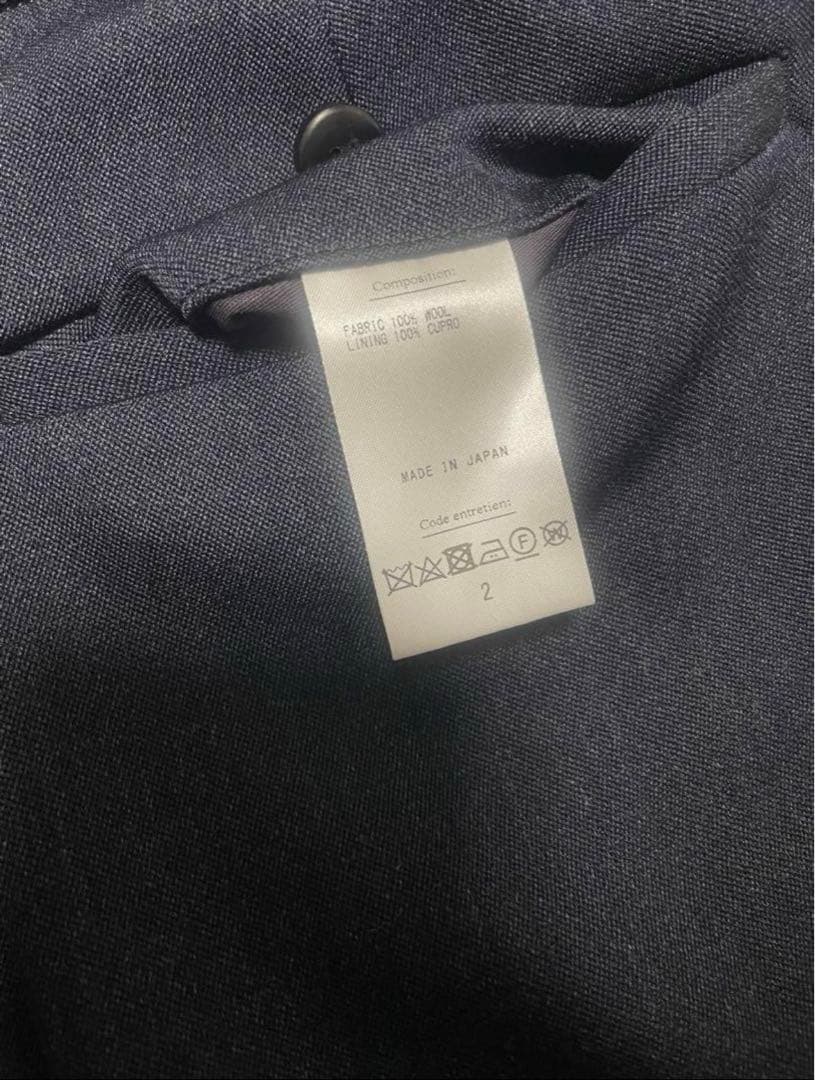 Composition:
FABRIC 100% WOOL
LINING 100% CUPRO
MADE IN JAPAN
Code entretien:
F W
2